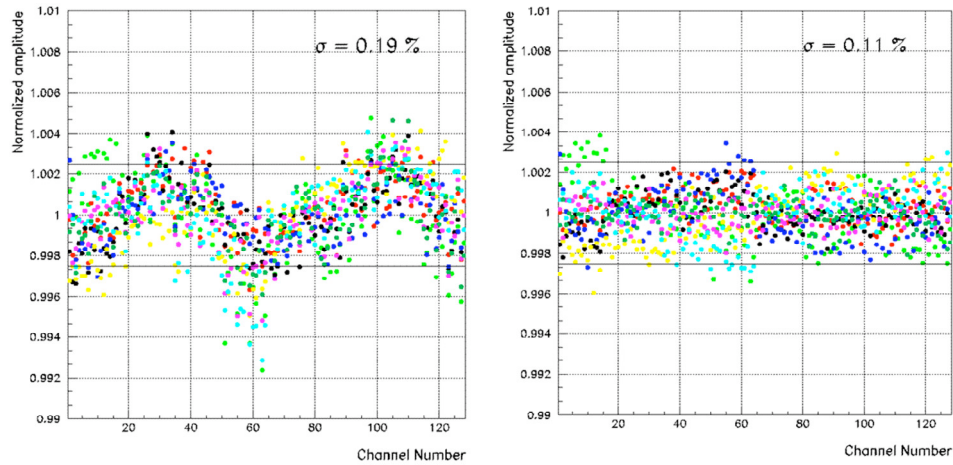 Normalized amplitude
1.01
1.008
1.006
1.004
1.002
1
0.998
0.996
0.994
0.992
0.99
σ = 0.19 %
20 40 60 80 100 120
Channel Number
Normalized amplitude
1.01
1.008
1.006
1.004
1.002
1
0.998
0.996
0.994
0.992
0.99
σ = 0.11 %
20 40 60 80 100 120
Channel Number